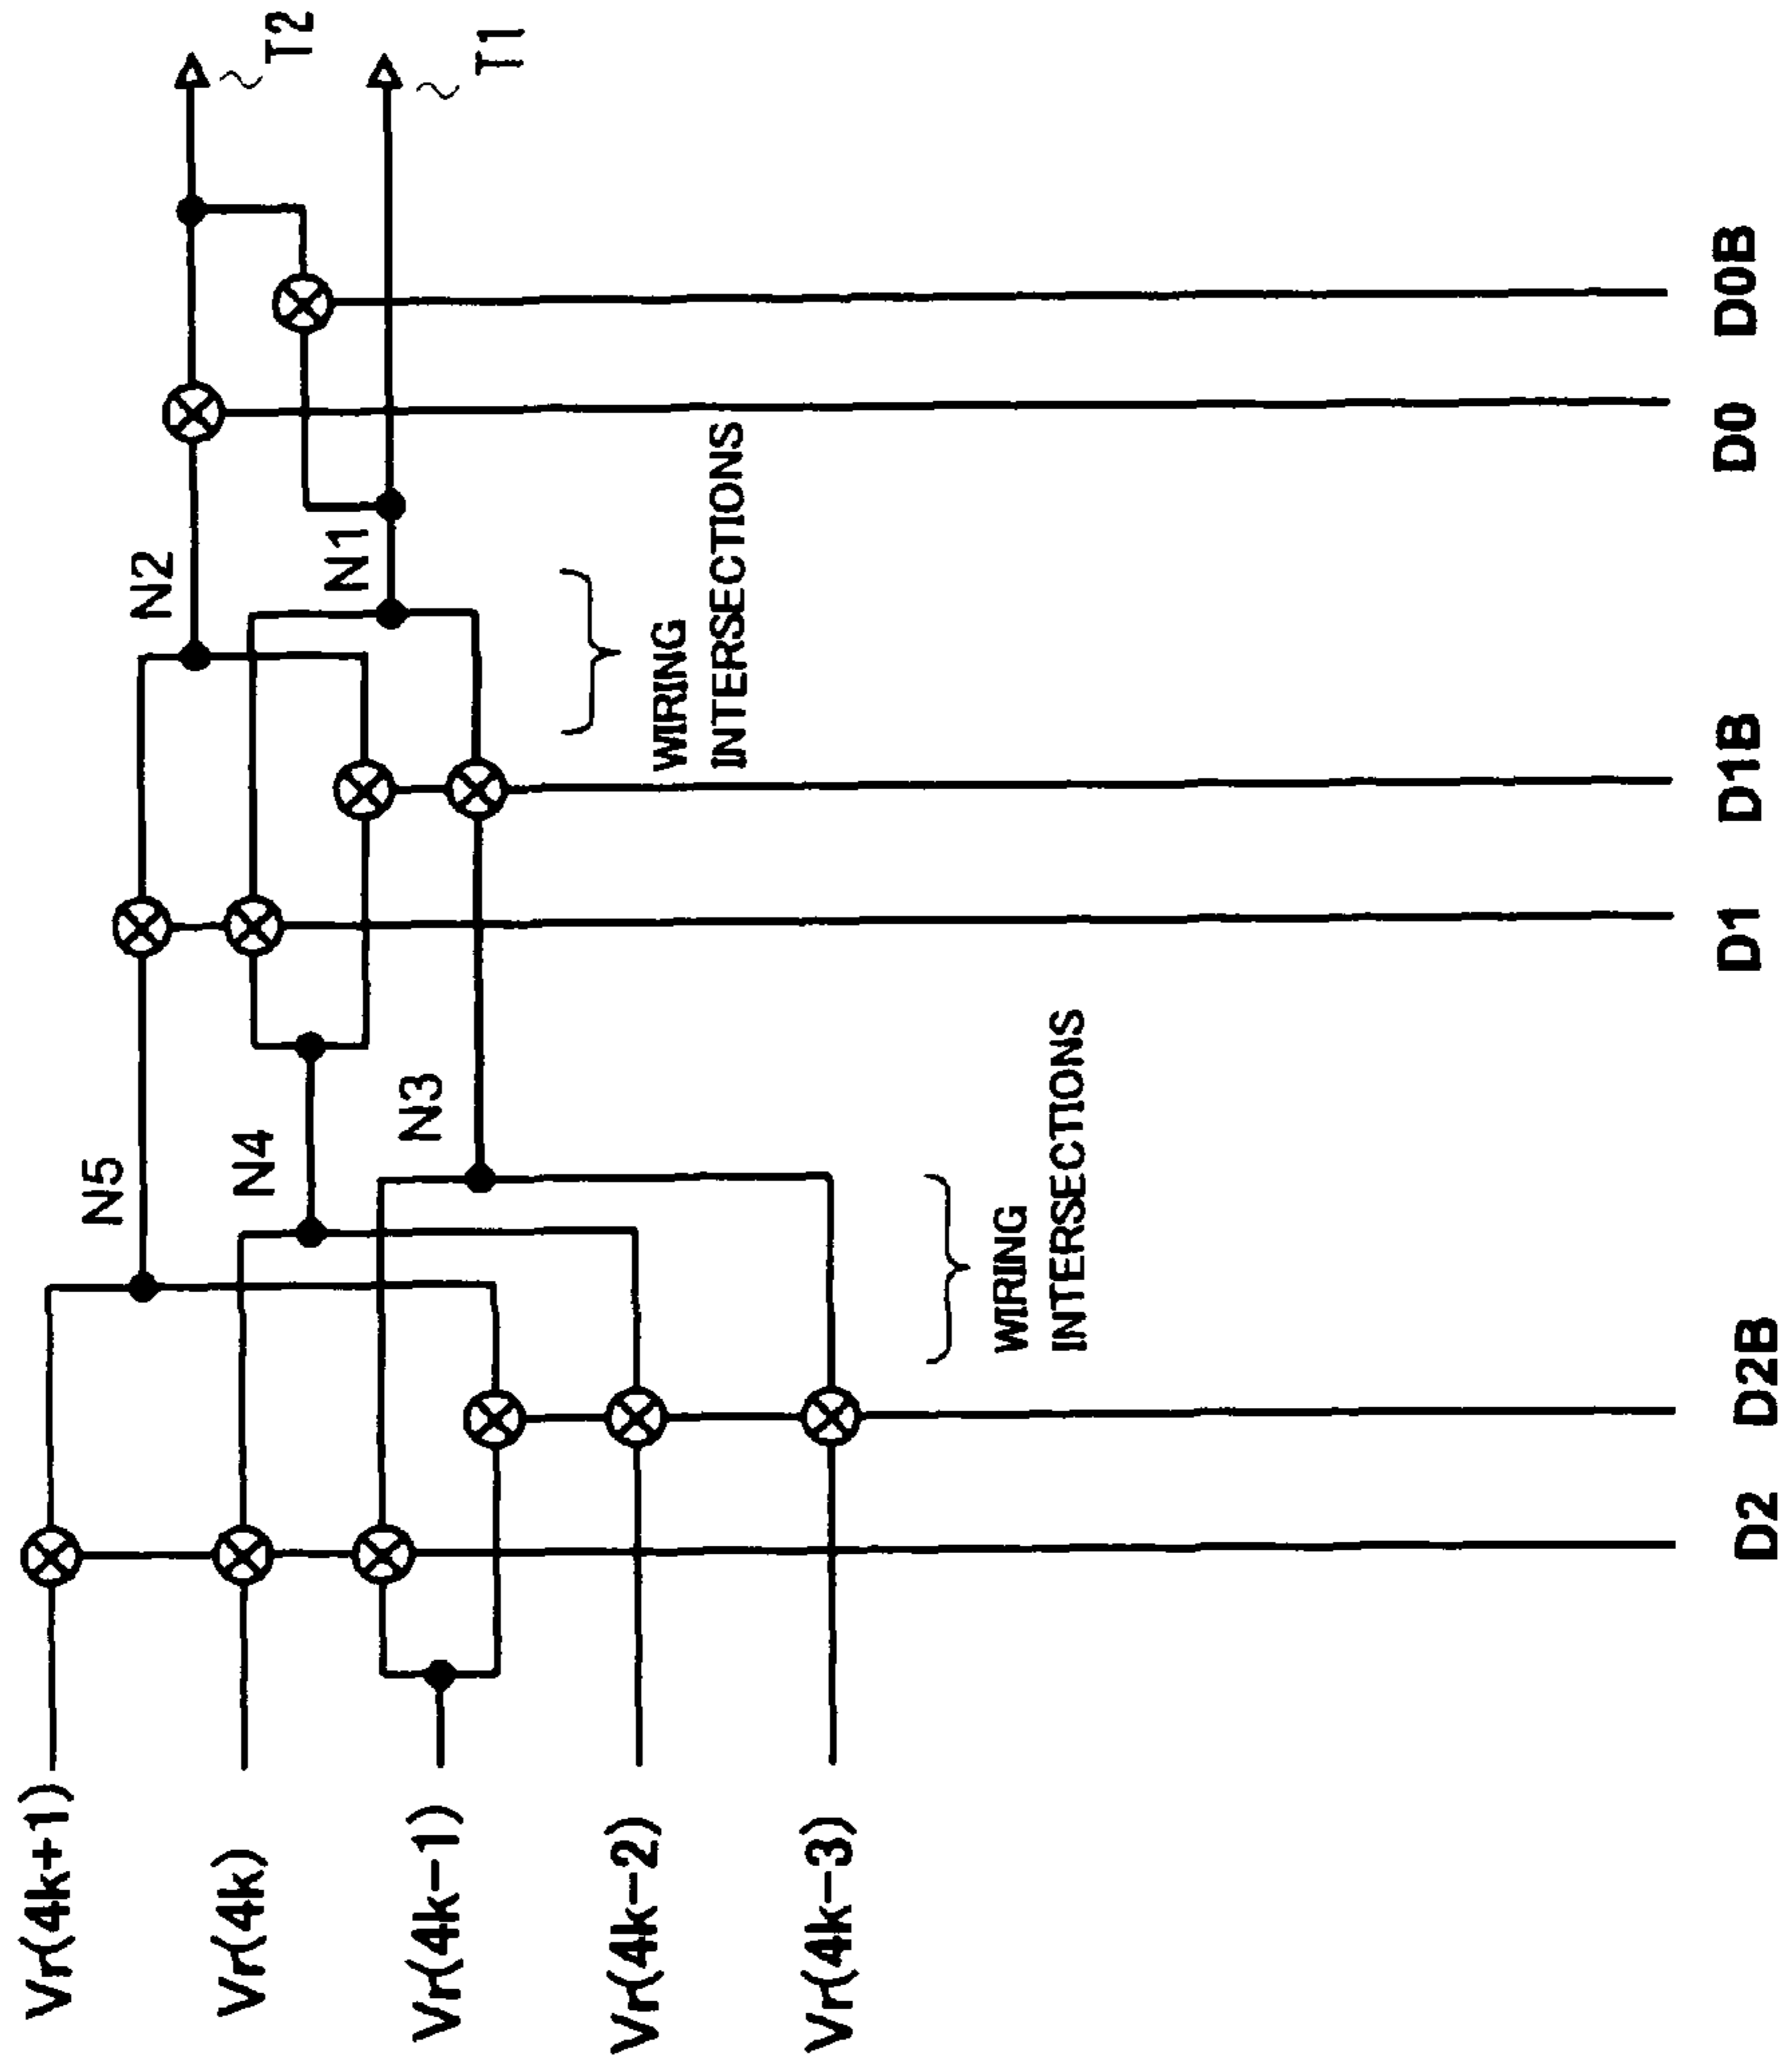 T2
T1
N2
N1
WIRING
INTERSECTIONS
N5
N4
N3
WIRING
INTERSECTIONS
Vr(4k+1)
Vr(4k)
Vr(4k-1)
Vr(4k-2)
Vr(4k-3)
D2
D2B
D1
D1B
D0
D0B